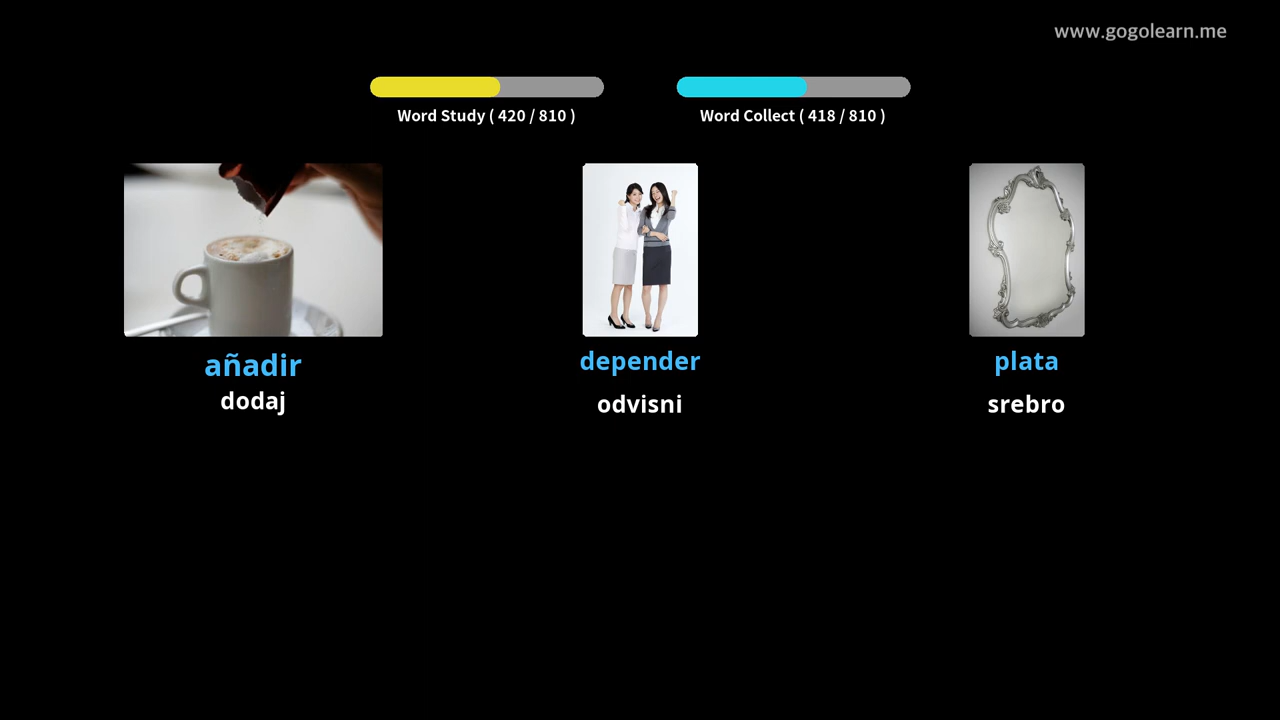 www.gogolearn.me
Word Study ( 420 / 810 )
Word Collect ( 418 / 810 )
añadir
dodaj
depender
odvisni
plata
srebro